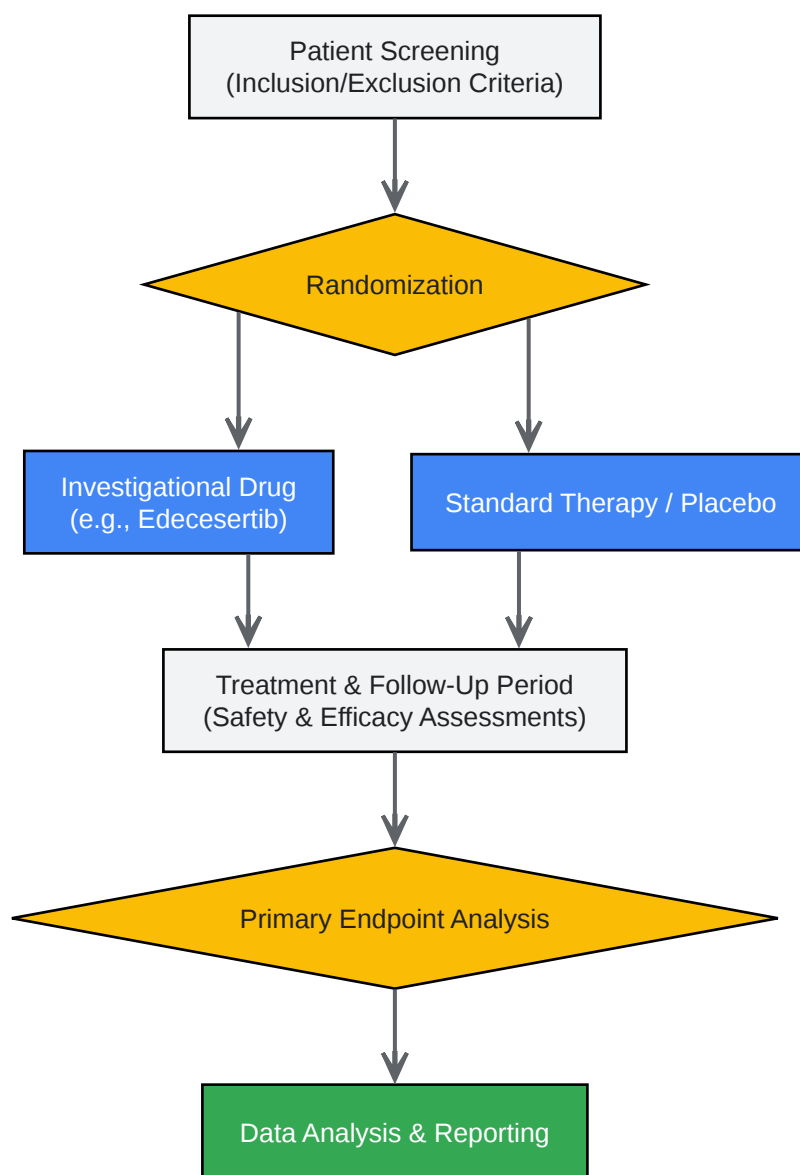 Patient Screening
(Inclusion/Exclusion Criteria)
Randomization
Investigational Drug
(e.g., Edecesertib)
Standard Therapy / Placebo
Treatment & Follow-Up Period
(Safety & Efficacy Assessments)
Primary Endpoint Analysis
Data Analysis & Reporting